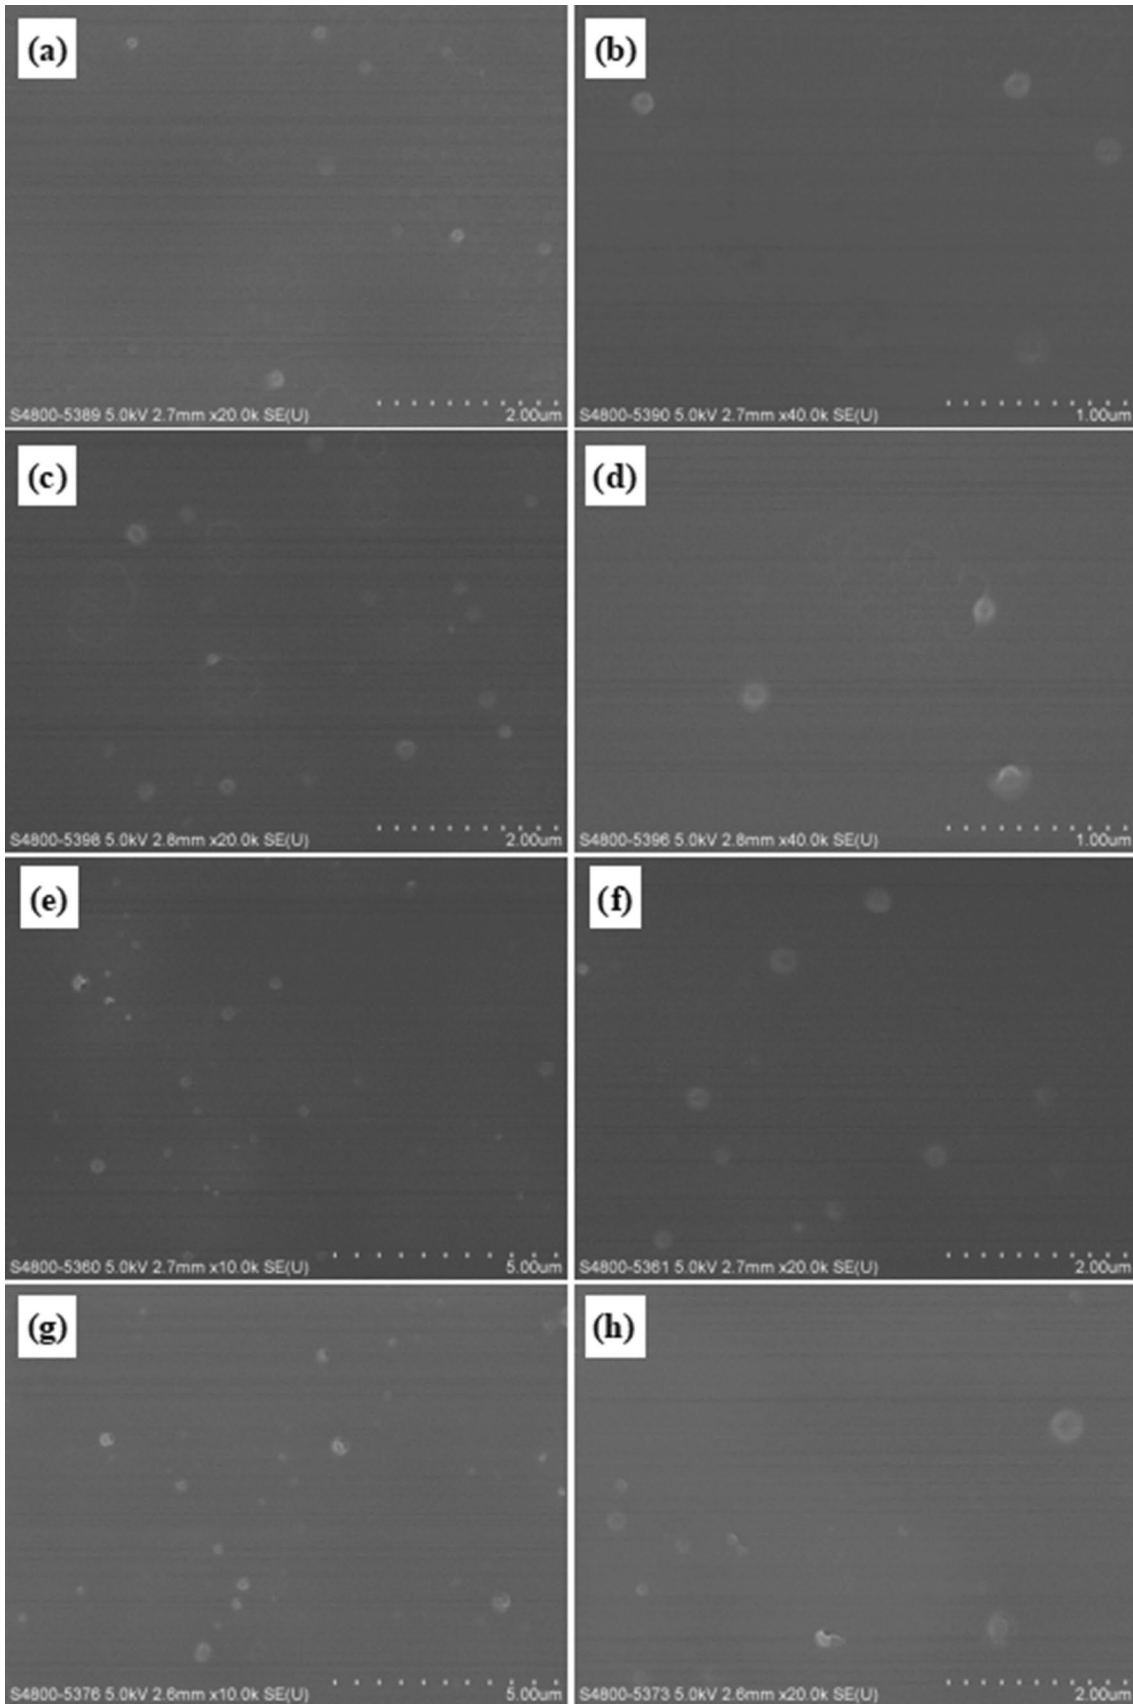 (a)
(b)
S4800-5389 5.0kV 2.7mm x20.0k SE(U) 2.00um
S4800-5390 5.0kV 2.7mm x40.0k SE(U) 1.00um
(c)
(d)
S4800-5398 5.0kV 2.8mm x20.0k SE(U) 2.00um
S4800-5396 5.0kV 2.8mm x40.0k SE(U) 1.00um
(e)
(f)
S4800-5360 5.0kV 2.7mm x10.0k SE(U) 5.00um
S4800-5361 5.0kV 2.7mm x20.0k SE(U) 2.00um
(g)
(h)
S4800-5376 5.0kV 2.6mm x10.0k SE(U) 5.00um
S4800-5373 5.0kV 2.6mm x20.0k SE(U) 2.00um